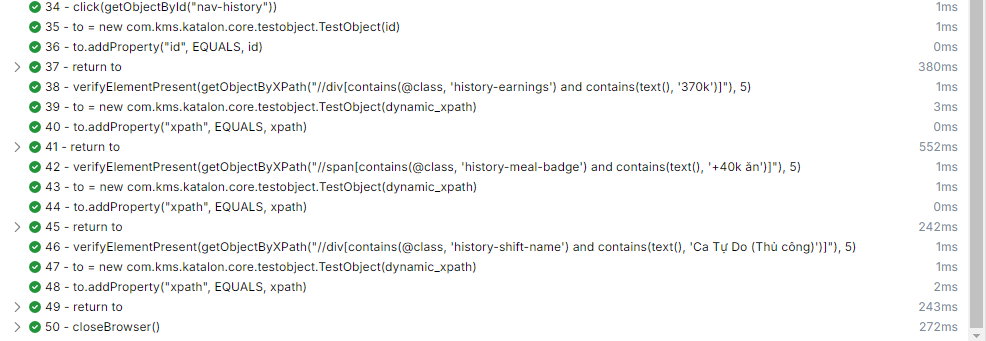 34 - click(getObjectById("nav-history")) 1ms
35 - to = new com.kms.katalon.core.testobject.TestObject(id) 1ms
36 - to.addProperty("id", EQUALS, id) 0ms
37 - return to 380ms
38 - verifyElementPresent(getObjectByXPath("//div[contains(@class, 'history-earnings') and contains(text(), '370k')]"), 5) 1ms
39 - to = new com.kms.katalon.core.testobject.TestObject(dynamic_xpath) 3ms
40 - to.addProperty("xpath", EQUALS, xpath) 0ms
41 - return to 552ms
42 - verifyElementPresent(getObjectByXPath("//span[contains(@class, 'history-meal-badge') and contains(text(), '+40k ăn')]"), 5) 1ms
43 - to = new com.kms.katalon.core.testobject.TestObject(dynamic_xpath) 1ms
44 - to.addProperty("xpath", EQUALS, xpath) 0ms
45 - return to 242ms
46 - verifyElementPresent(getObjectByXPath("//div[contains(@class, 'history-shift-name') and contains(text(), 'Ca Tự Do (Thủ công)')]"), 5) 1ms
47 - to = new com.kms.katalon.core.testobject.TestObject(dynamic_xpath) 1ms
48 - to.addProperty("xpath", EQUALS, xpath) 2ms
49 - return to 243ms
50 - closeBrowser() 272ms